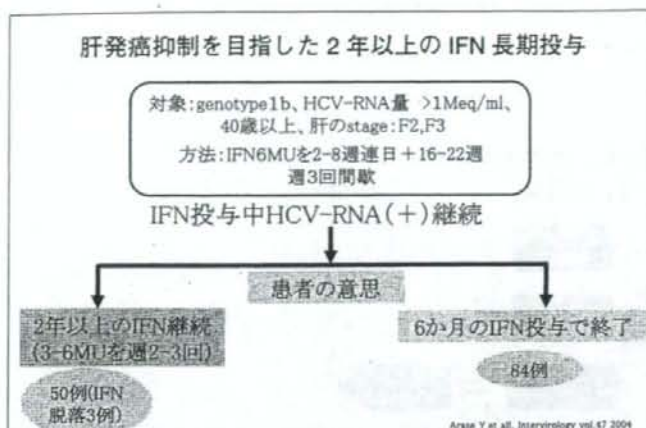 肝発癌抑制を目指した2年以上のIFN長期投与
対象:genotype1b、HCV-RNA量 >1Meq/ml、
40歳以上、肝のstage:F2,F3
方法:IFN6MUを2-8週連日+16-22週
週3回間歇
IFN投与中HCV-RNA(+)継続
患者の意思
2年以上のIFN継続
(3-6MUを週2-3回)
6か月のIFN投与で終了
50例(IFN
脱落3例)
84例
Arase Y et all. Intervirology vol.47 2004